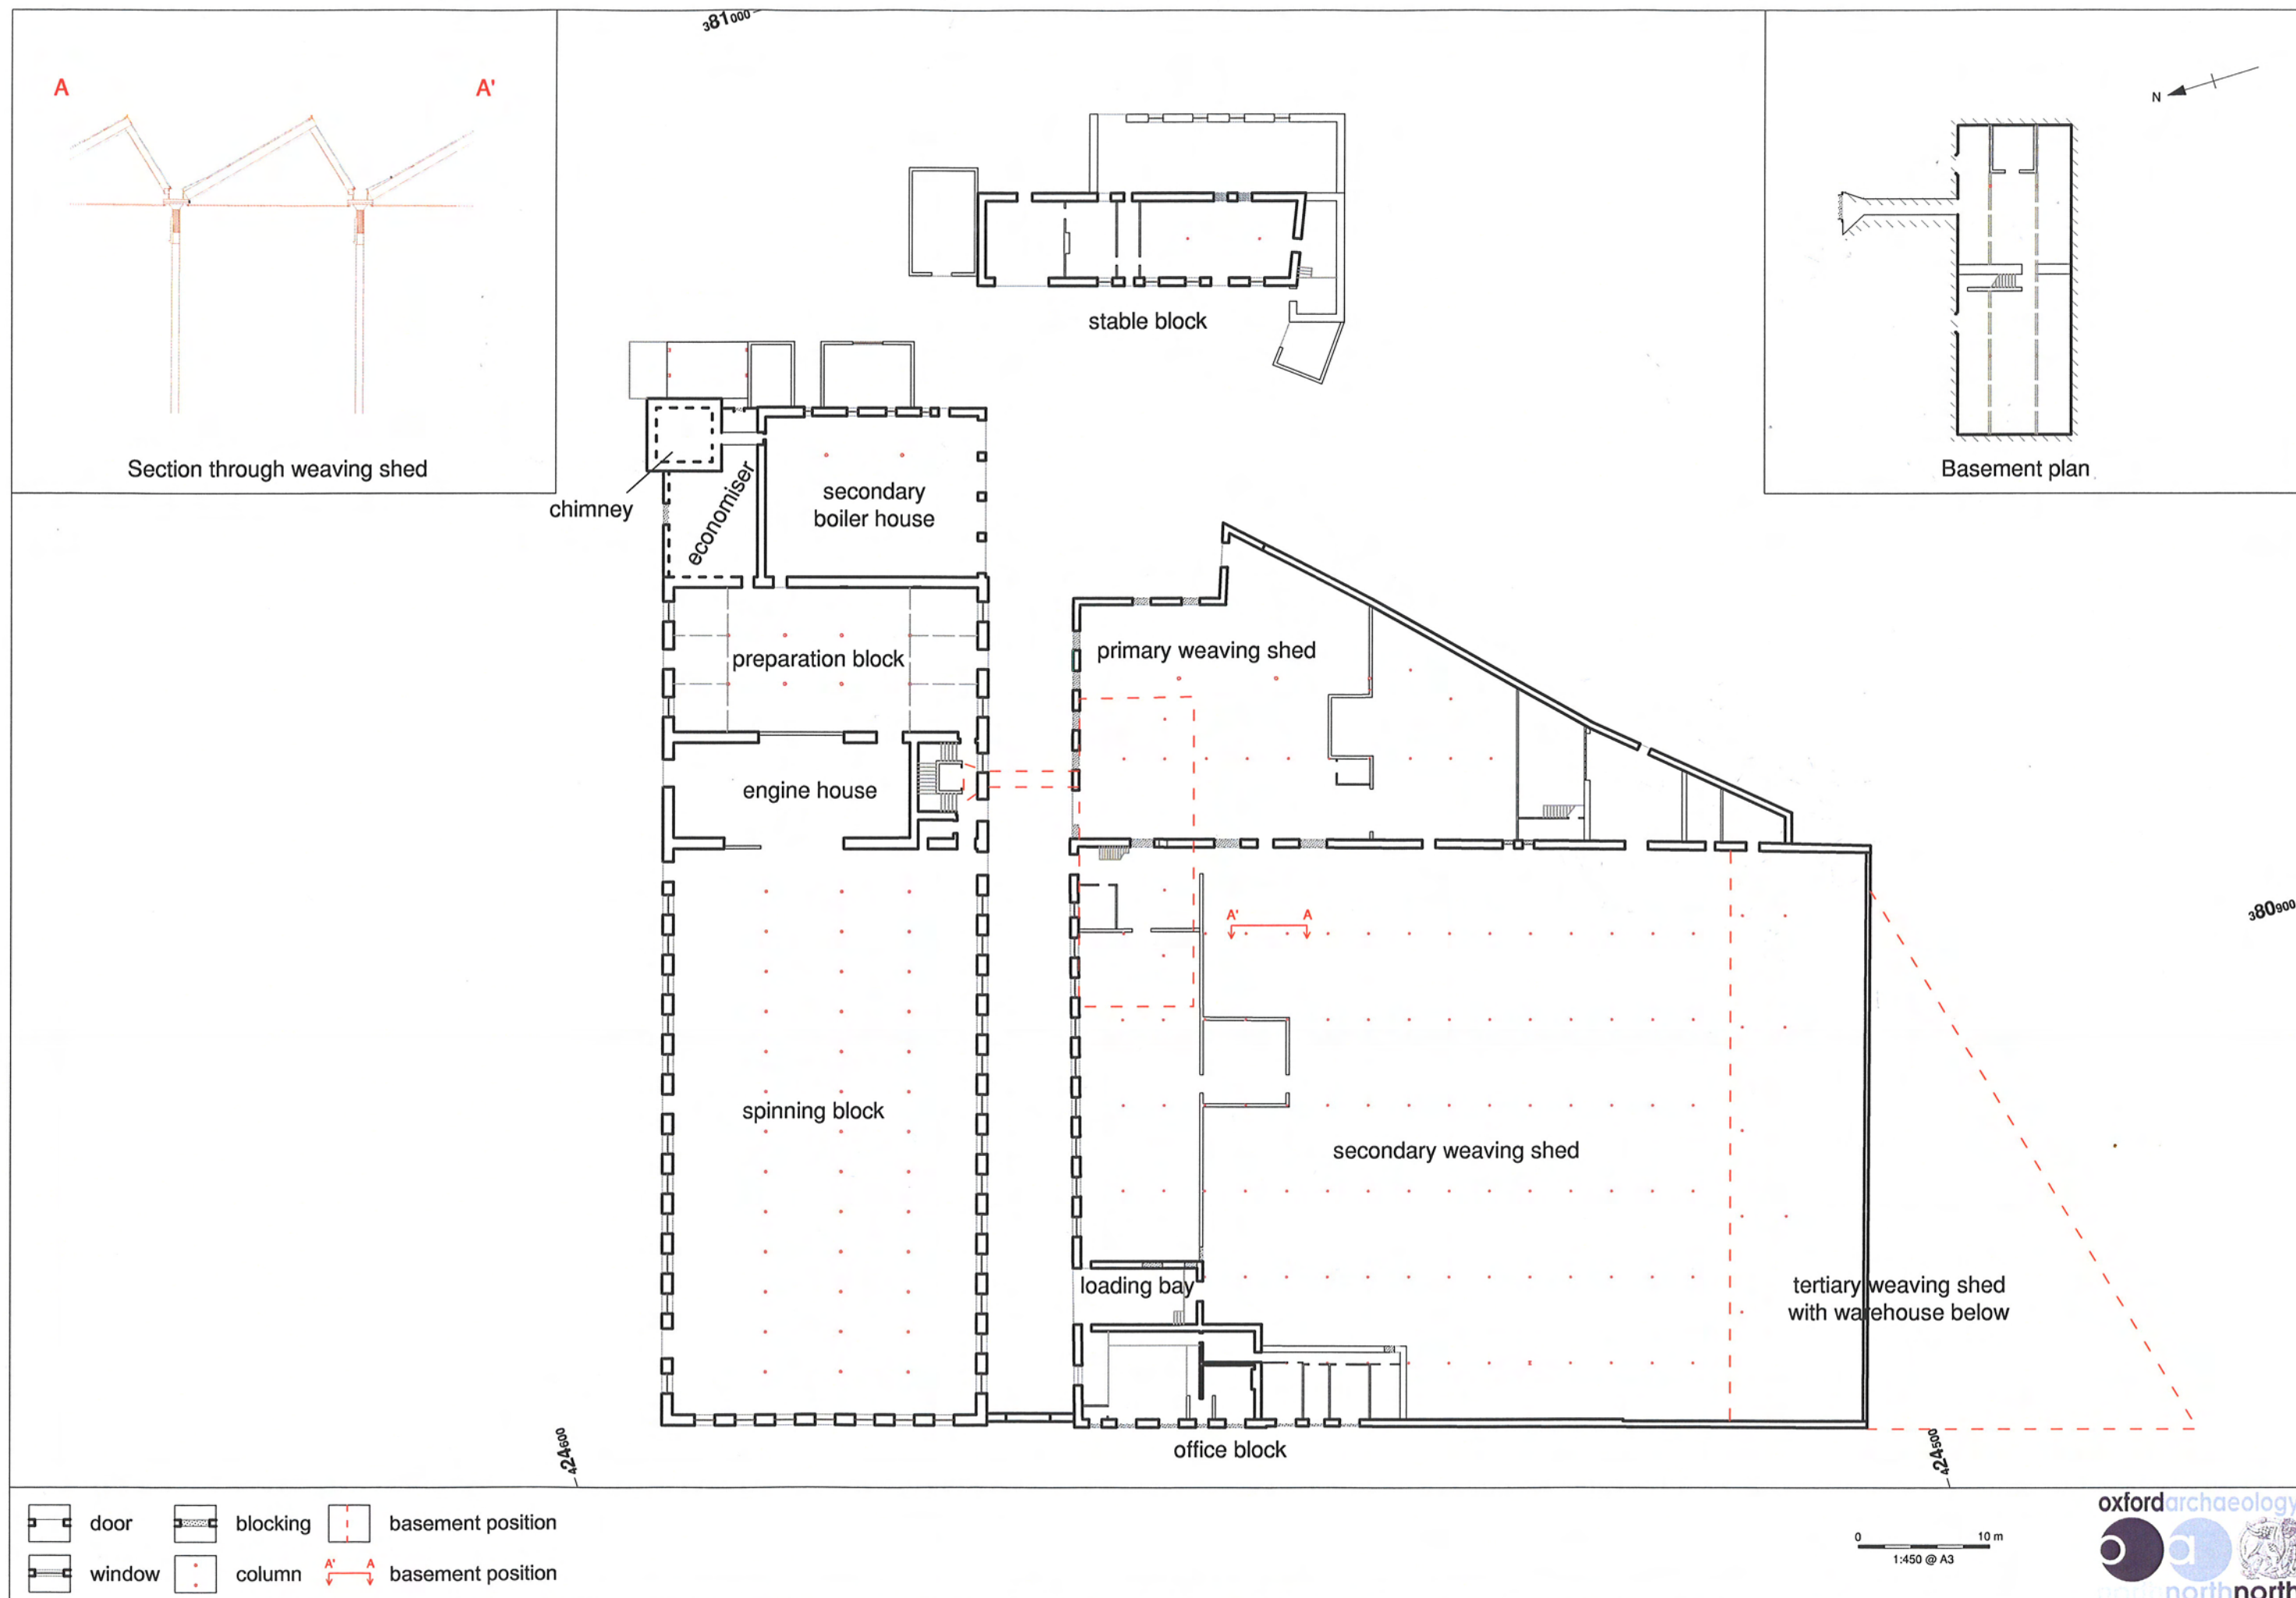 381000
A
A'
N
Section through weaving shed
Basement plan
stable block
chimney
economiser
secondary
boiler house
preparation block
primary weaving shed
engine house
380900
A'
A
spinning block
secondary weaving shed
loading bay
tertiary weaving shed
with warehouse below
office block
424600
424500
door
blocking
basement position
window
column
A'
A
basement position
0
10 m
1:450 @ A3
oxfordarchaeology
northnorth